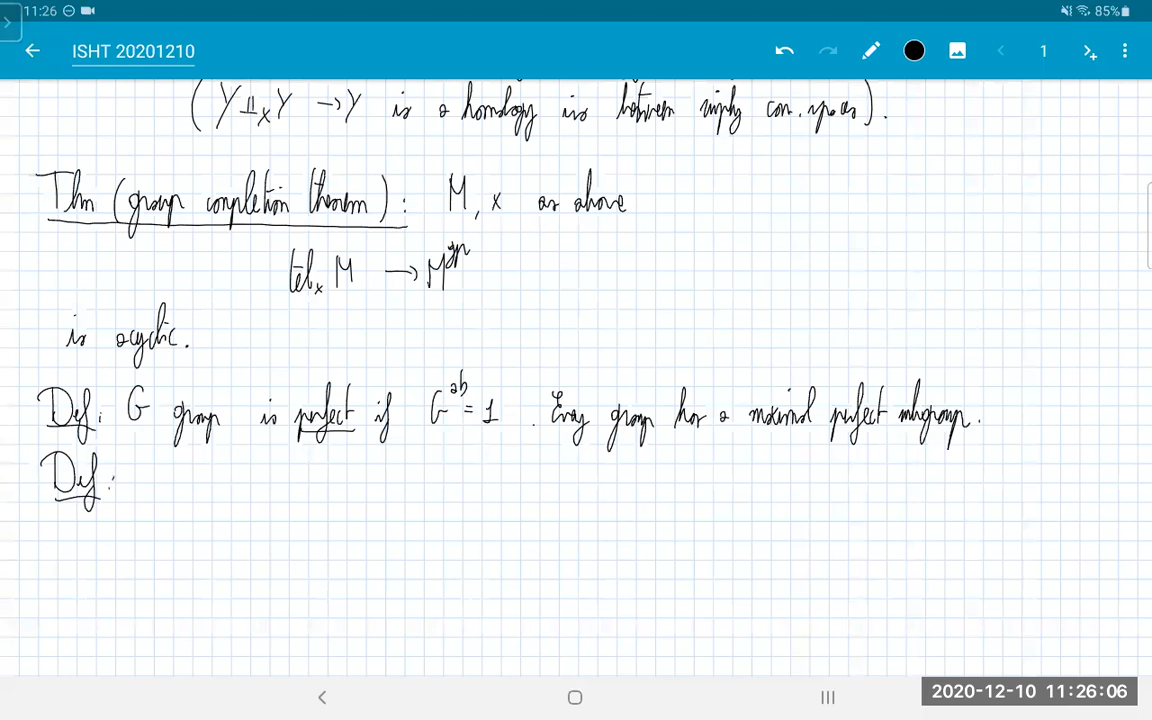 11:26
85%
ISHT 20201210
1
(Y ⨿ₓ Y → Y is a homology iso between simply con. spaces).
Thm (group completion theorem): M, x as above
telₓ M → M^gp
is acyclic.
Def: G group is perfect if G^ab = 1. Every group has a maximal perfect subgroup.
Def:
2020-12-10 11:26:06